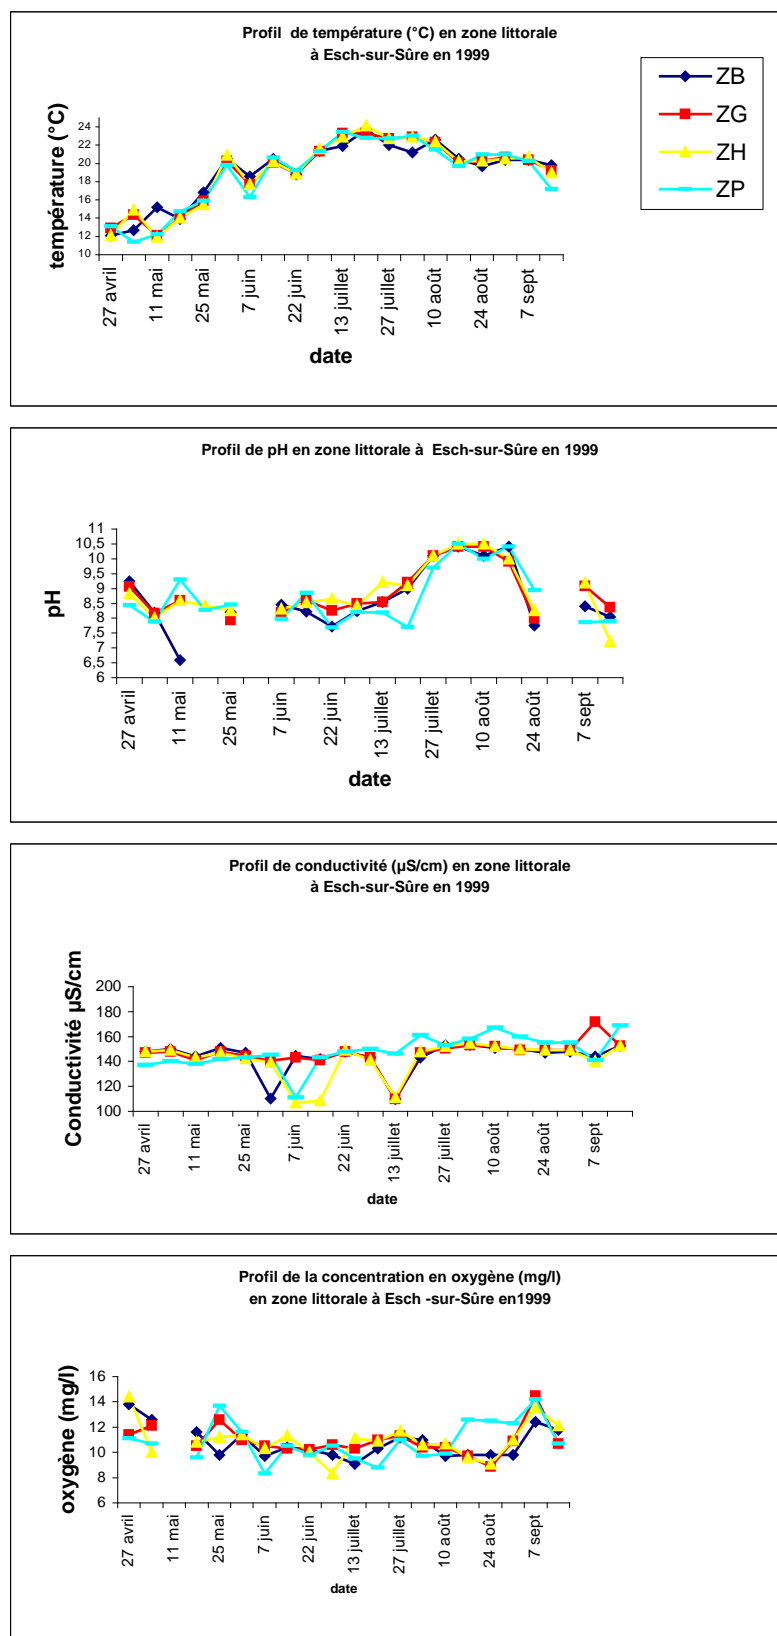 Profil de température (°C) en zone littorale
à Esch-sur-Sûre en 1999
ZB
ZG
ZH
ZP
température (°C)
24
22
20
18
16
14
12
10
27 avril
11 mai
25 mai
7 juin
22 juin
13 juillet
27 juillet
10 août
24 août
7 sept
date
Profil de pH en zone littorale à Esch-sur-Sûre en 1999
pH
11
10,5
10
9,5
9
8,5
8
7,5
7
6,5
6
27 avril
11 mai
25 mai
7 juin
22 juin
13 juillet
27 juillet
10 août
24 août
7 sept
date
Profil de conductivité (µS/cm) en zone littorale
à Esch-sur-Sûre en 1999
Conductivité µS/cm
200
180
160
140
120
100
27 avril
11 mai
25 mai
7 juin
22 juin
13 juillet
27 juillet
10 août
24 août
7 sept
date
Profil de la concentration en oxygène (mg/l)
en zone littorale à Esch -sur-Sûre en1999
oxygène (mg/l)
16
14
12
10
8
6
27 avril
11 mai
25 mai
7 juin
22 juin
13 juillet
27 juillet
10 août
24 août
7 sept
date